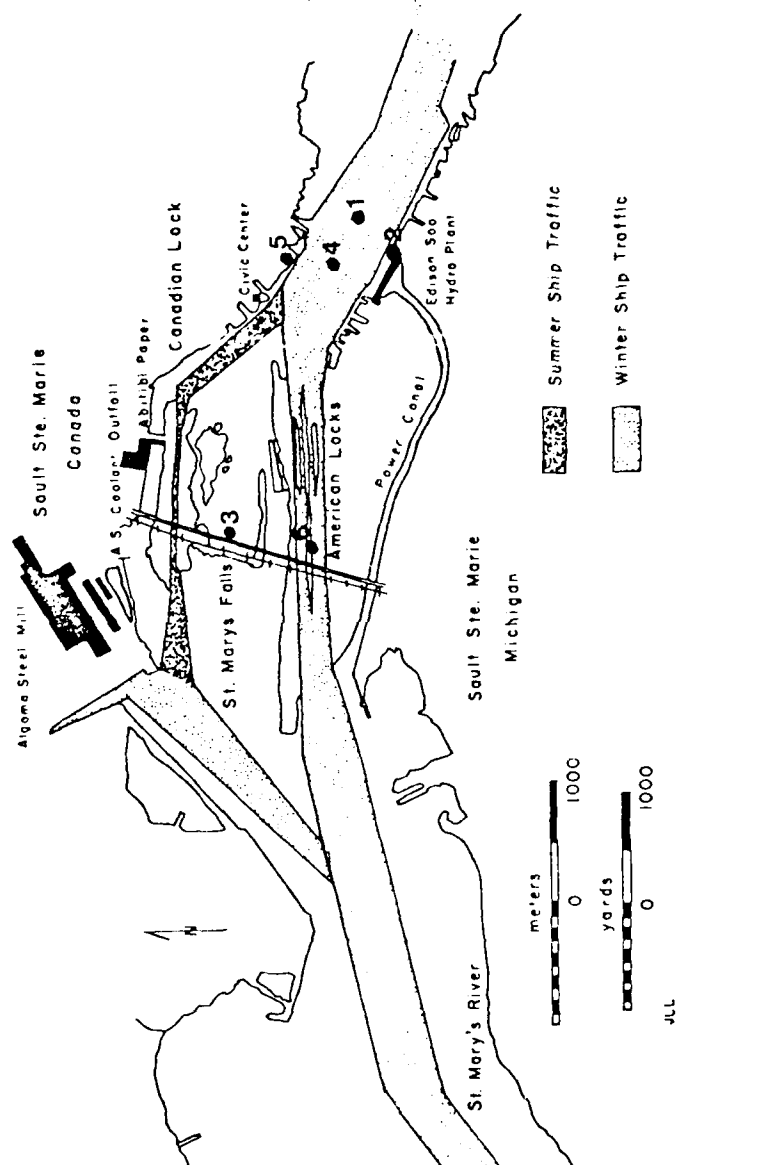 Algoma Steel Mill
Sault Ste. Marie
Canada
A.S. Coolant Outfall
Abitibi Paper
Canadian Lock
Civic Center
5
4
1
3
St. Marys Falls
American Locks
Edison Soo
Hydro Plant
Power Canal
Sault Ste. Marie
Michigan
N
St. Mary's River
Summer Ship Traffic
Winter Ship Traffic
meters
0
1000
yards
0
1000
JLL